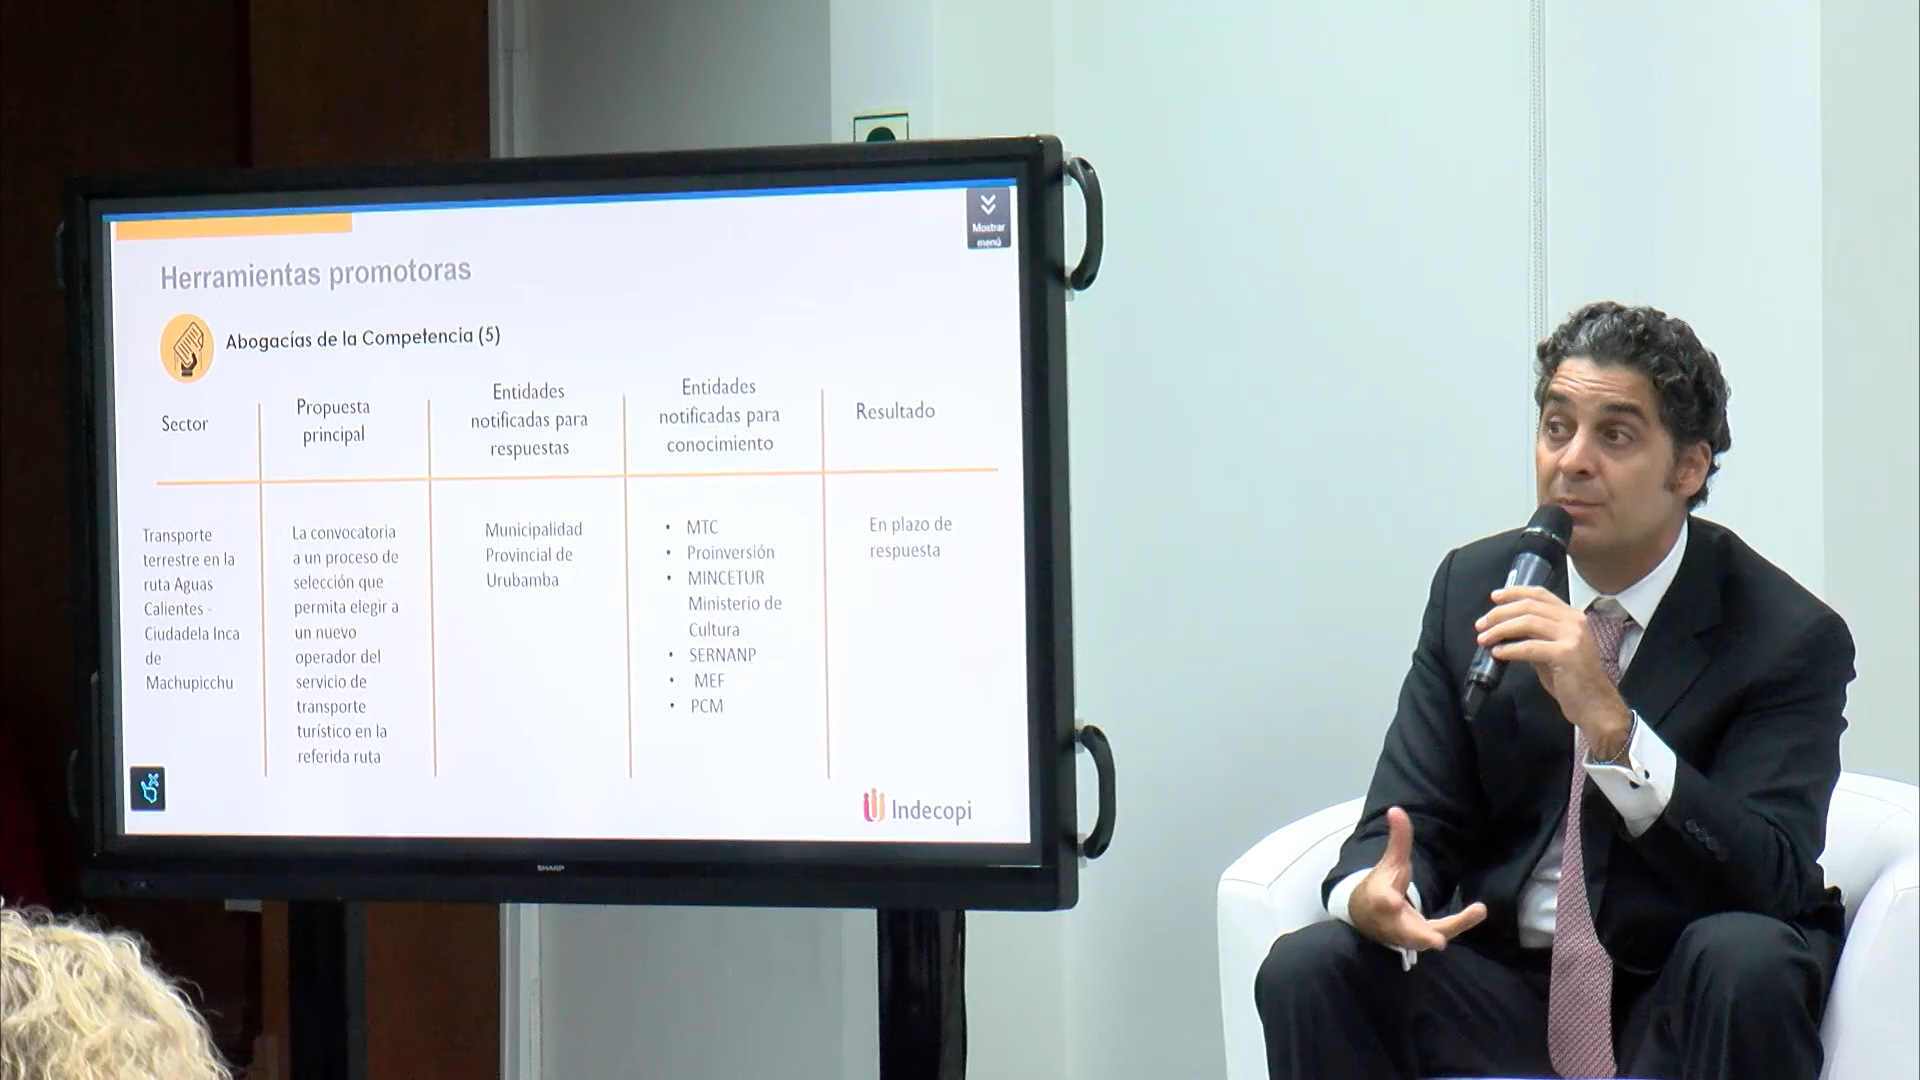 Mostrar
menú
Herramientas promotoras
Abogacías de la Competencia (5)
Sector
Propuesta
principal
Entidades
notificadas para
respuestas
Entidades
notificadas para
conocimiento
Resultado
Transporte
terrestre en la
ruta Aguas
Calientes -
Ciudadela Inca
de
Machupicchu
La convocatoria
a un proceso de
selección que
permita elegir a
un nuevo
operador del
servicio de
transporte
turístico en la
referida ruta
Municipalidad
Provincial de
Urubamba
• MTC
• Proinversión
• MINCETUR
Ministerio de
Cultura
• SERNANP
• MEF
• PCM
En plazo de
respuesta
Indecopi
SHARP